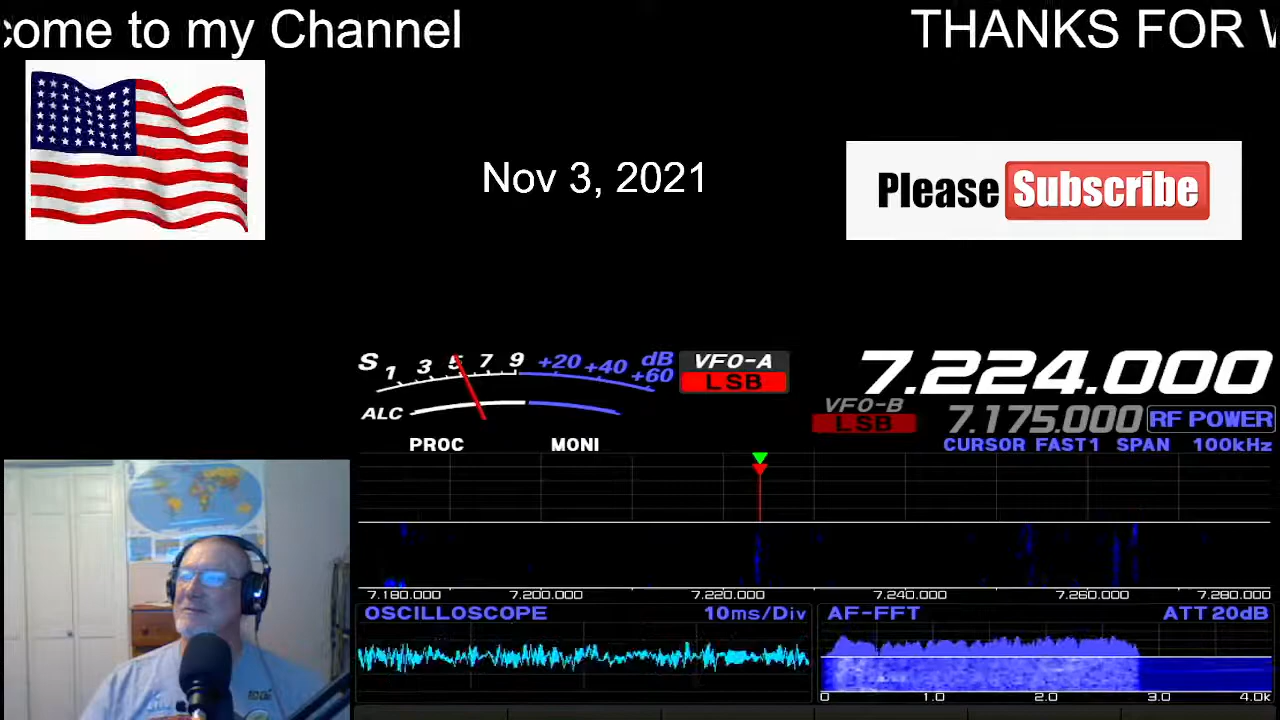 come to my Channel
THANKS FOR W
Nov 3, 2021
Please Subscribe
S 1 3 5 7 9 +20 +40 +60 dB
ALC
VFO-A
LSB
7.224.000
VFO-B
LSB
7.175.000
RF POWER
PROC MONI
CURSOR FAST1 SPAN 100kHz
7.180.000 7.200.000 7.220.000 7.240.000 7.260.000 7.280.000
OSCILLOSCOPE 10ms/Div
AF-FFT ATT 20dB
0 1.0 2.0 3.0 4.0k